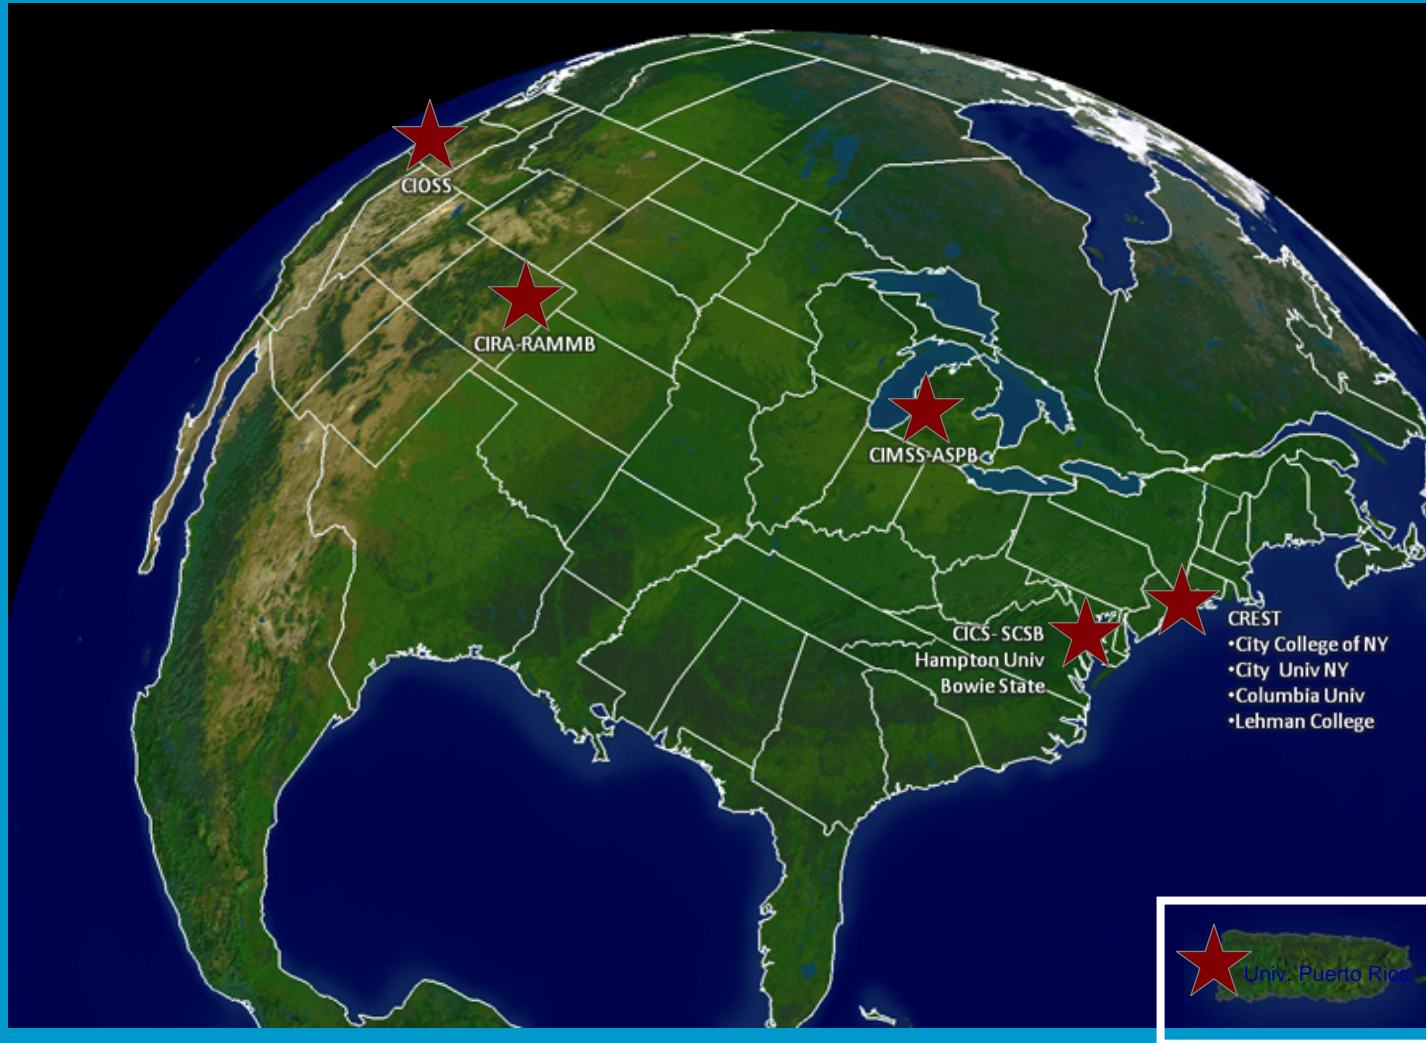 CIOSS
CIRA-RAMMB
CIMSS-ASPB
CICS- SCSB
Hampton Univ
Bowie State
CREST
•City College of NY
•City  Univ NY
•Columbia Univ
•Lehman College
Univ. Puerto Rico